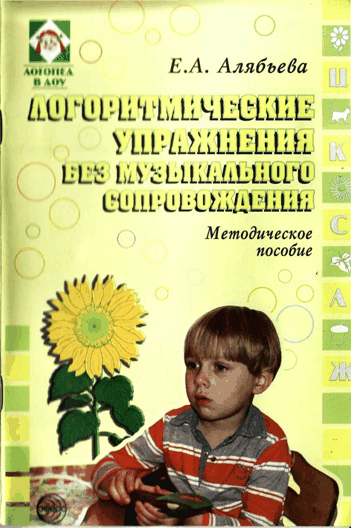 ЛОГОПЕД
В ДОУ
Е.А. Алябьева
ЛОГОРИТМИЧЕСКИЕ
УПРАЖНЕНИЯ
БЕЗ МУЗЫКАЛЬНОГО
СОПРОВОЖДЕНИЯ
Методическое
пособие
Ц
К
С
Л
Ж